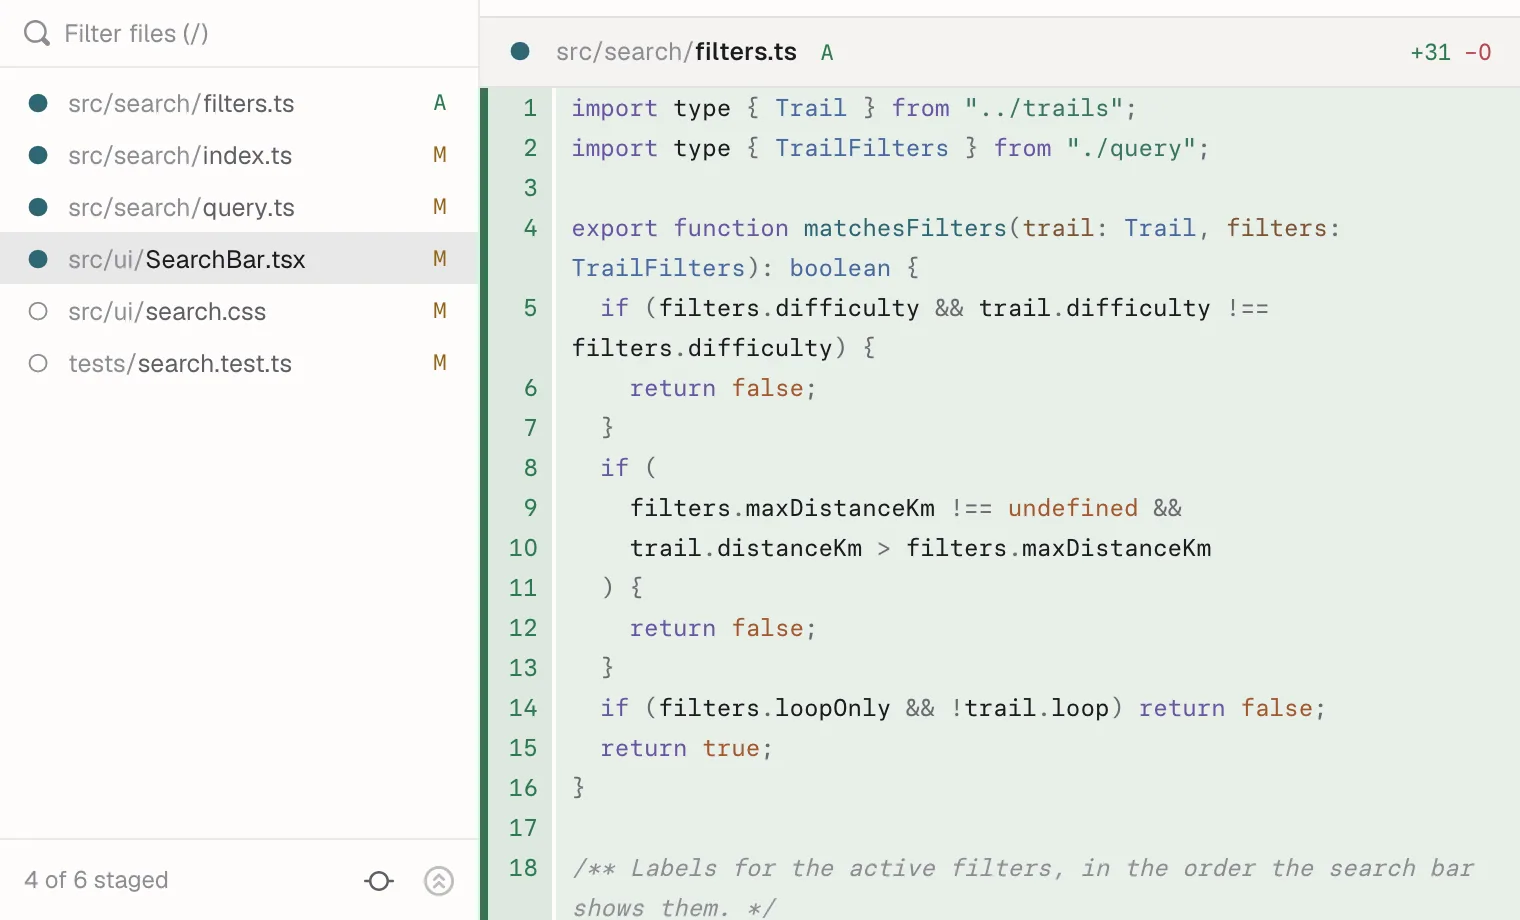 Filter files (/)
src/search/filters.ts A
src/search/index.ts M
src/search/query.ts M
src/ui/SearchBar.tsx M
src/ui/search.css M
tests/search.test.ts M
4 of 6 staged
src/search/filters.ts A +31 −0
1 import type { Trail } from "../trails";
2 import type { TrailFilters } from "./query";
3
4 export function matchesFilters(trail: Trail, filters:
TrailFilters): boolean {
5   if (filters.difficulty && trail.difficulty !==
filters.difficulty) {
6     return false;
7   }
8   if (
9     filters.maxDistanceKm !== undefined &&
10     trail.distanceKm > filters.maxDistanceKm
11   ) {
12     return false;
13   }
14   if (filters.loopOnly && !trail.loop) return false;
15   return true;
16 }
17
18 /** Labels for the active filters, in the order the search bar
shows them. */